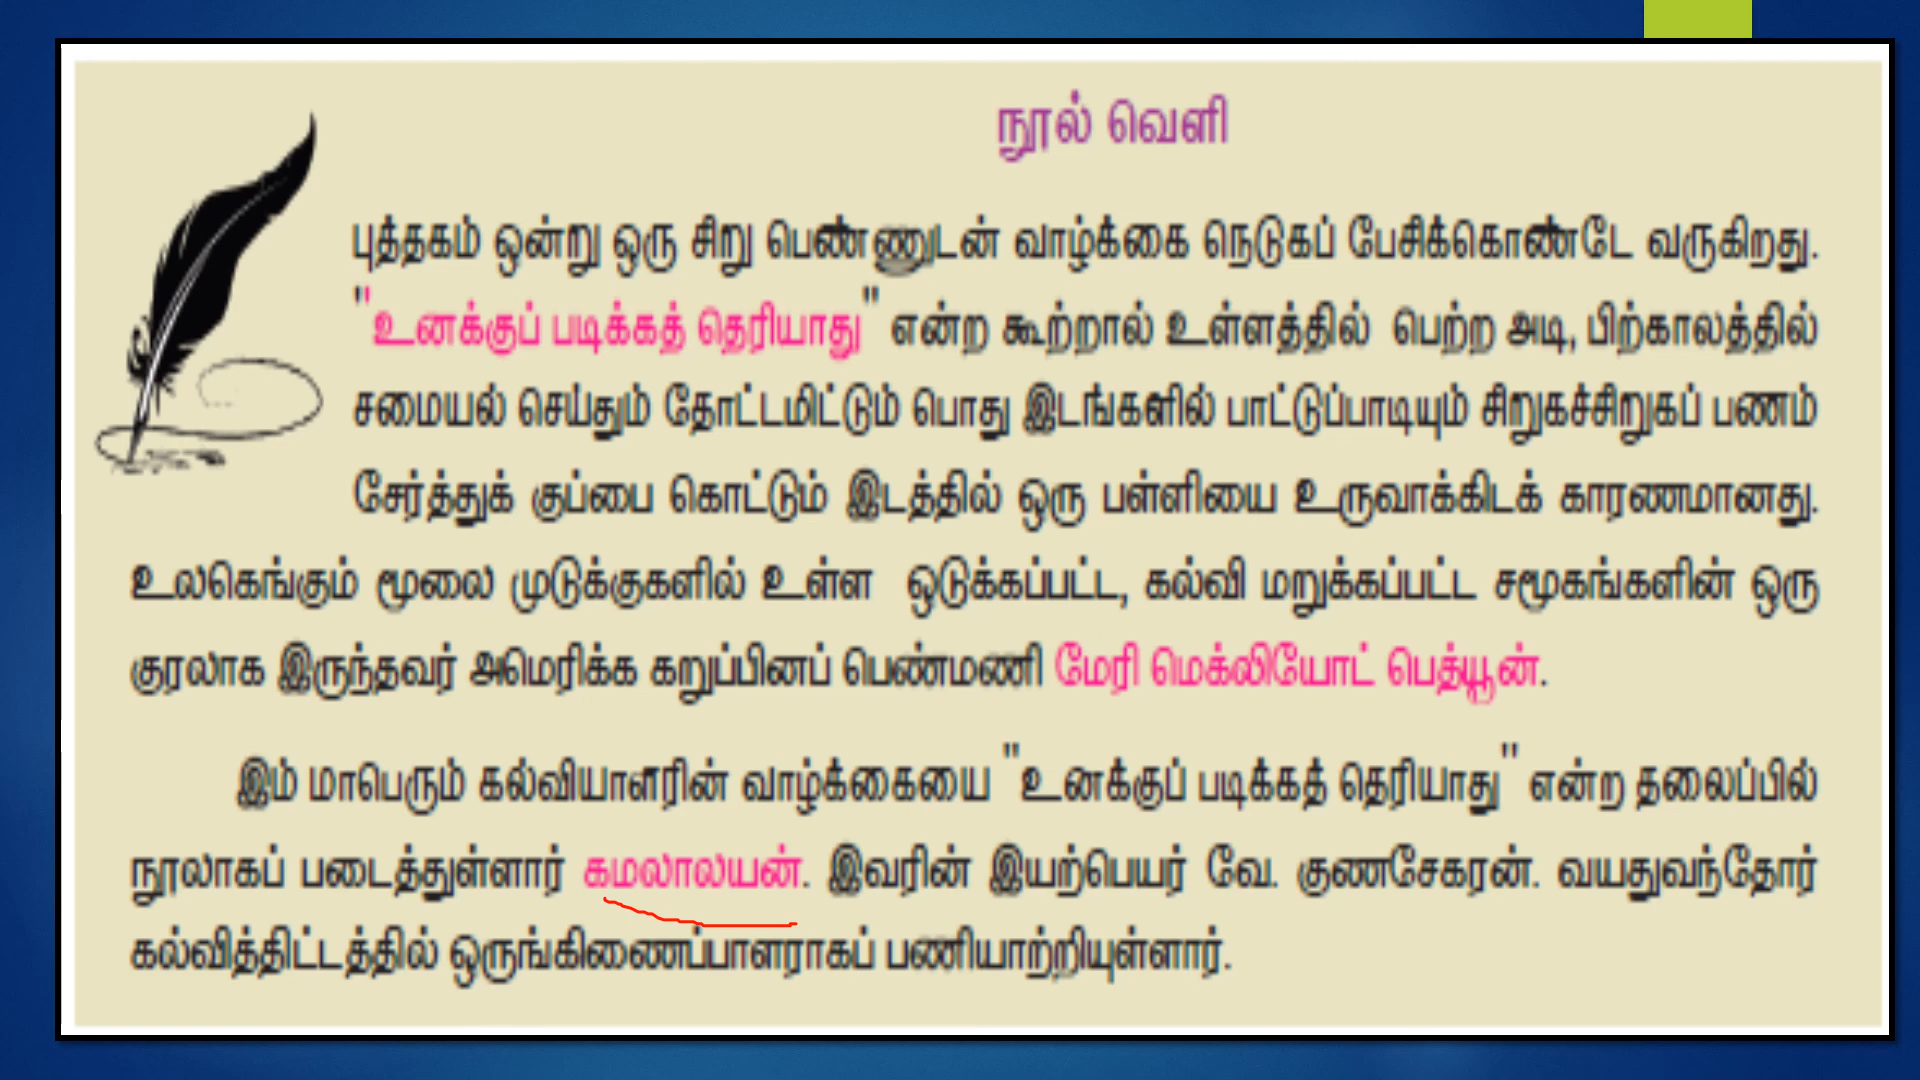 நூல் வெளி
புத்தகம் ஒன்று ஒரு சிறு பெண்ணுடன் வாழ்க்கை நெடுகப் பேசிக்கொண்டே வருகிறது.
"உனக்குப் படிக்கத் தெரியாது" என்ற கூற்றால் உள்ளத்தில் பெற்ற அடி, பிற்காலத்தில்
சமையல் செய்தும் தோட்டமிட்டும் பொது இடங்களில் பாட்டுப்பாடியும் சிறுகச்சிறுகப் பணம்
சேர்த்துக் குப்பை கொட்டும் இடத்தில் ஒரு பள்ளியை உருவாக்கிடக் காரணமானது.
உலகெங்கும் மூலை முடுக்குகளில் உள்ள ஒடுக்கப்பட்ட, கல்வி மறுக்கப்பட்ட சமூகங்களின் ஒரு
குரலாக இருந்தவர் அமெரிக்க கறுப்பினப் பெண்மணி மேரி மெக்லியோட் பெத்யூன்.
இம் மாபெரும் கல்வியாளரின் வாழ்க்கையை "உனக்குப் படிக்கத் தெரியாது" என்ற தலைப்பில்
நூலாகப் படைத்துள்ளார் கமலாலயன். இவரின் இயற்பெயர் வே. குணசேகரன். வயதுவந்தோர்
கல்வித்திட்டத்தில் ஒருங்கிணைப்பாளராகப் பணியாற்றியுள்ளார்.